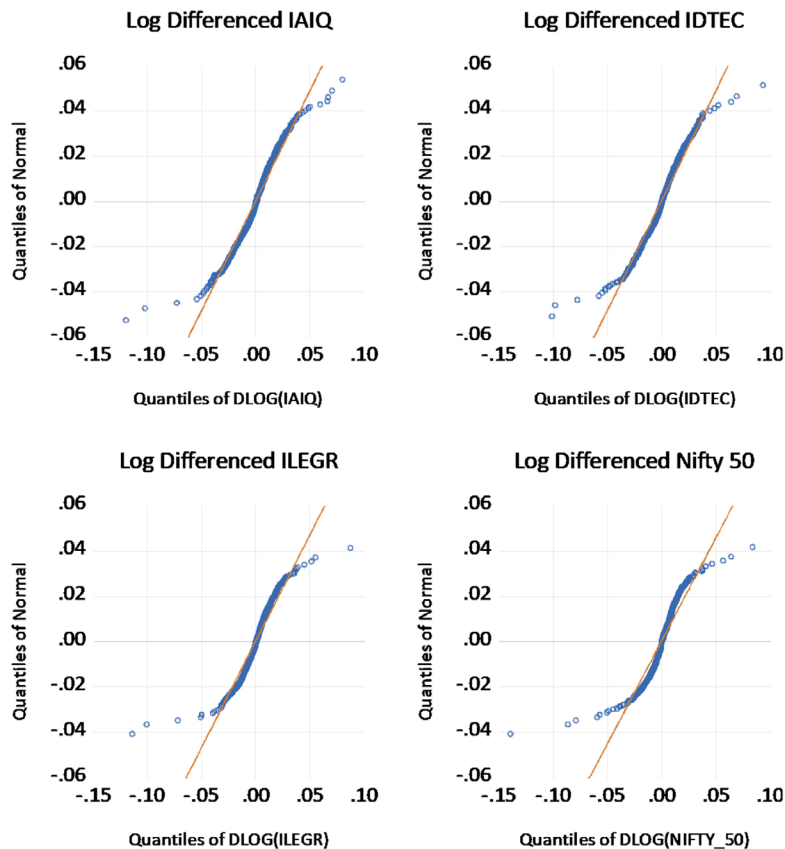 Log Differenced IAIQ
.06
.04
.02
.00
-.02
-.04
-.06
Quantiles of Normal
-.15 -.10 -.05 .00 .05 .10
Quantiles of DLOG(IAIQ)
Log Differenced IDTEC
.06
.04
.02
.00
-.02
-.04
-.06
Quantiles of Normal
-.15 -.10 -.05 .00 .05 .10
Quantiles of DLOG(IDTEC)
Log Differenced ILEGR
.06
.04
.02
.00
-.02
-.04
-.06
Quantiles of Normal
-.15 -.10 -.05 .00 .05 .10
Quantiles of DLOG(ILEGR)
Log Differenced Nifty 50
.06
.04
.02
.00
-.02
-.04
-.06
Quantiles of Normal
-.15 -.10 -.05 .00 .05 .10
Quantiles of DLOG(NIFTY_50)